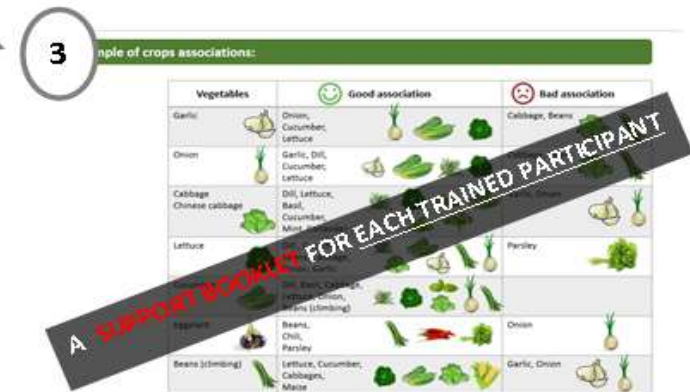 3
mple of crops associations:
Vegetables Good association Bad association
Garlic
Onion,
Cucumber,
Lettuce
Cabbage, Beans
Onion
Garlic, Dill,
Cucumber,
Lettuce
Cabbage
Chinese cabbage
Dill, Lettuce,
Basil,
Cucumber,
Mint,
Lettuce
Parsley
Dill, Basil, Cabbage,
Lettuce, Onion,
Beans (climbing)
Eggplant
Beans,
Chili,
Parsley
Onion
Beans (climbing)
Lettuce, Cucumber,
Cabbages,
Maize
Garlic, Onion
A SUPPORT BOOKLET FOR EACH TRAINED PARTICIPANT